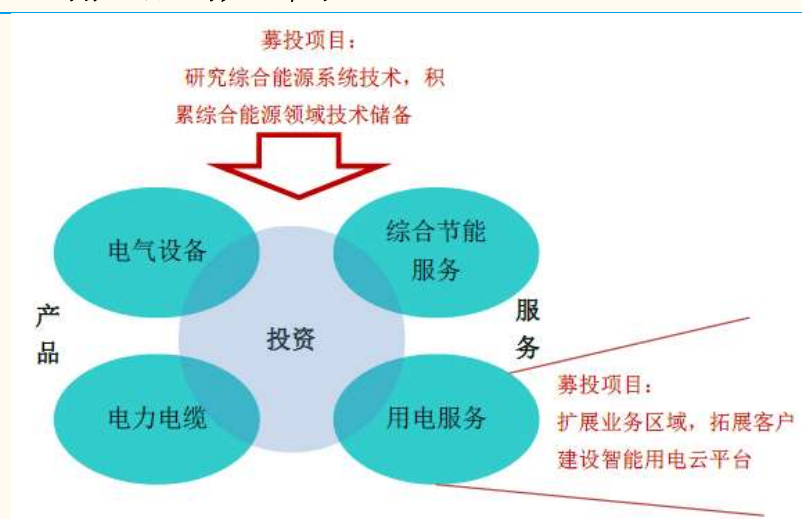 募投项目：
研究综合能源系统技术，积
累综合能源领域技术储备
电气设备
综合节能
服务
产
品
投资
服
务
电力电缆
用电服务
募投项目：
扩展业务区域，拓展客户
建设智能用电云平台